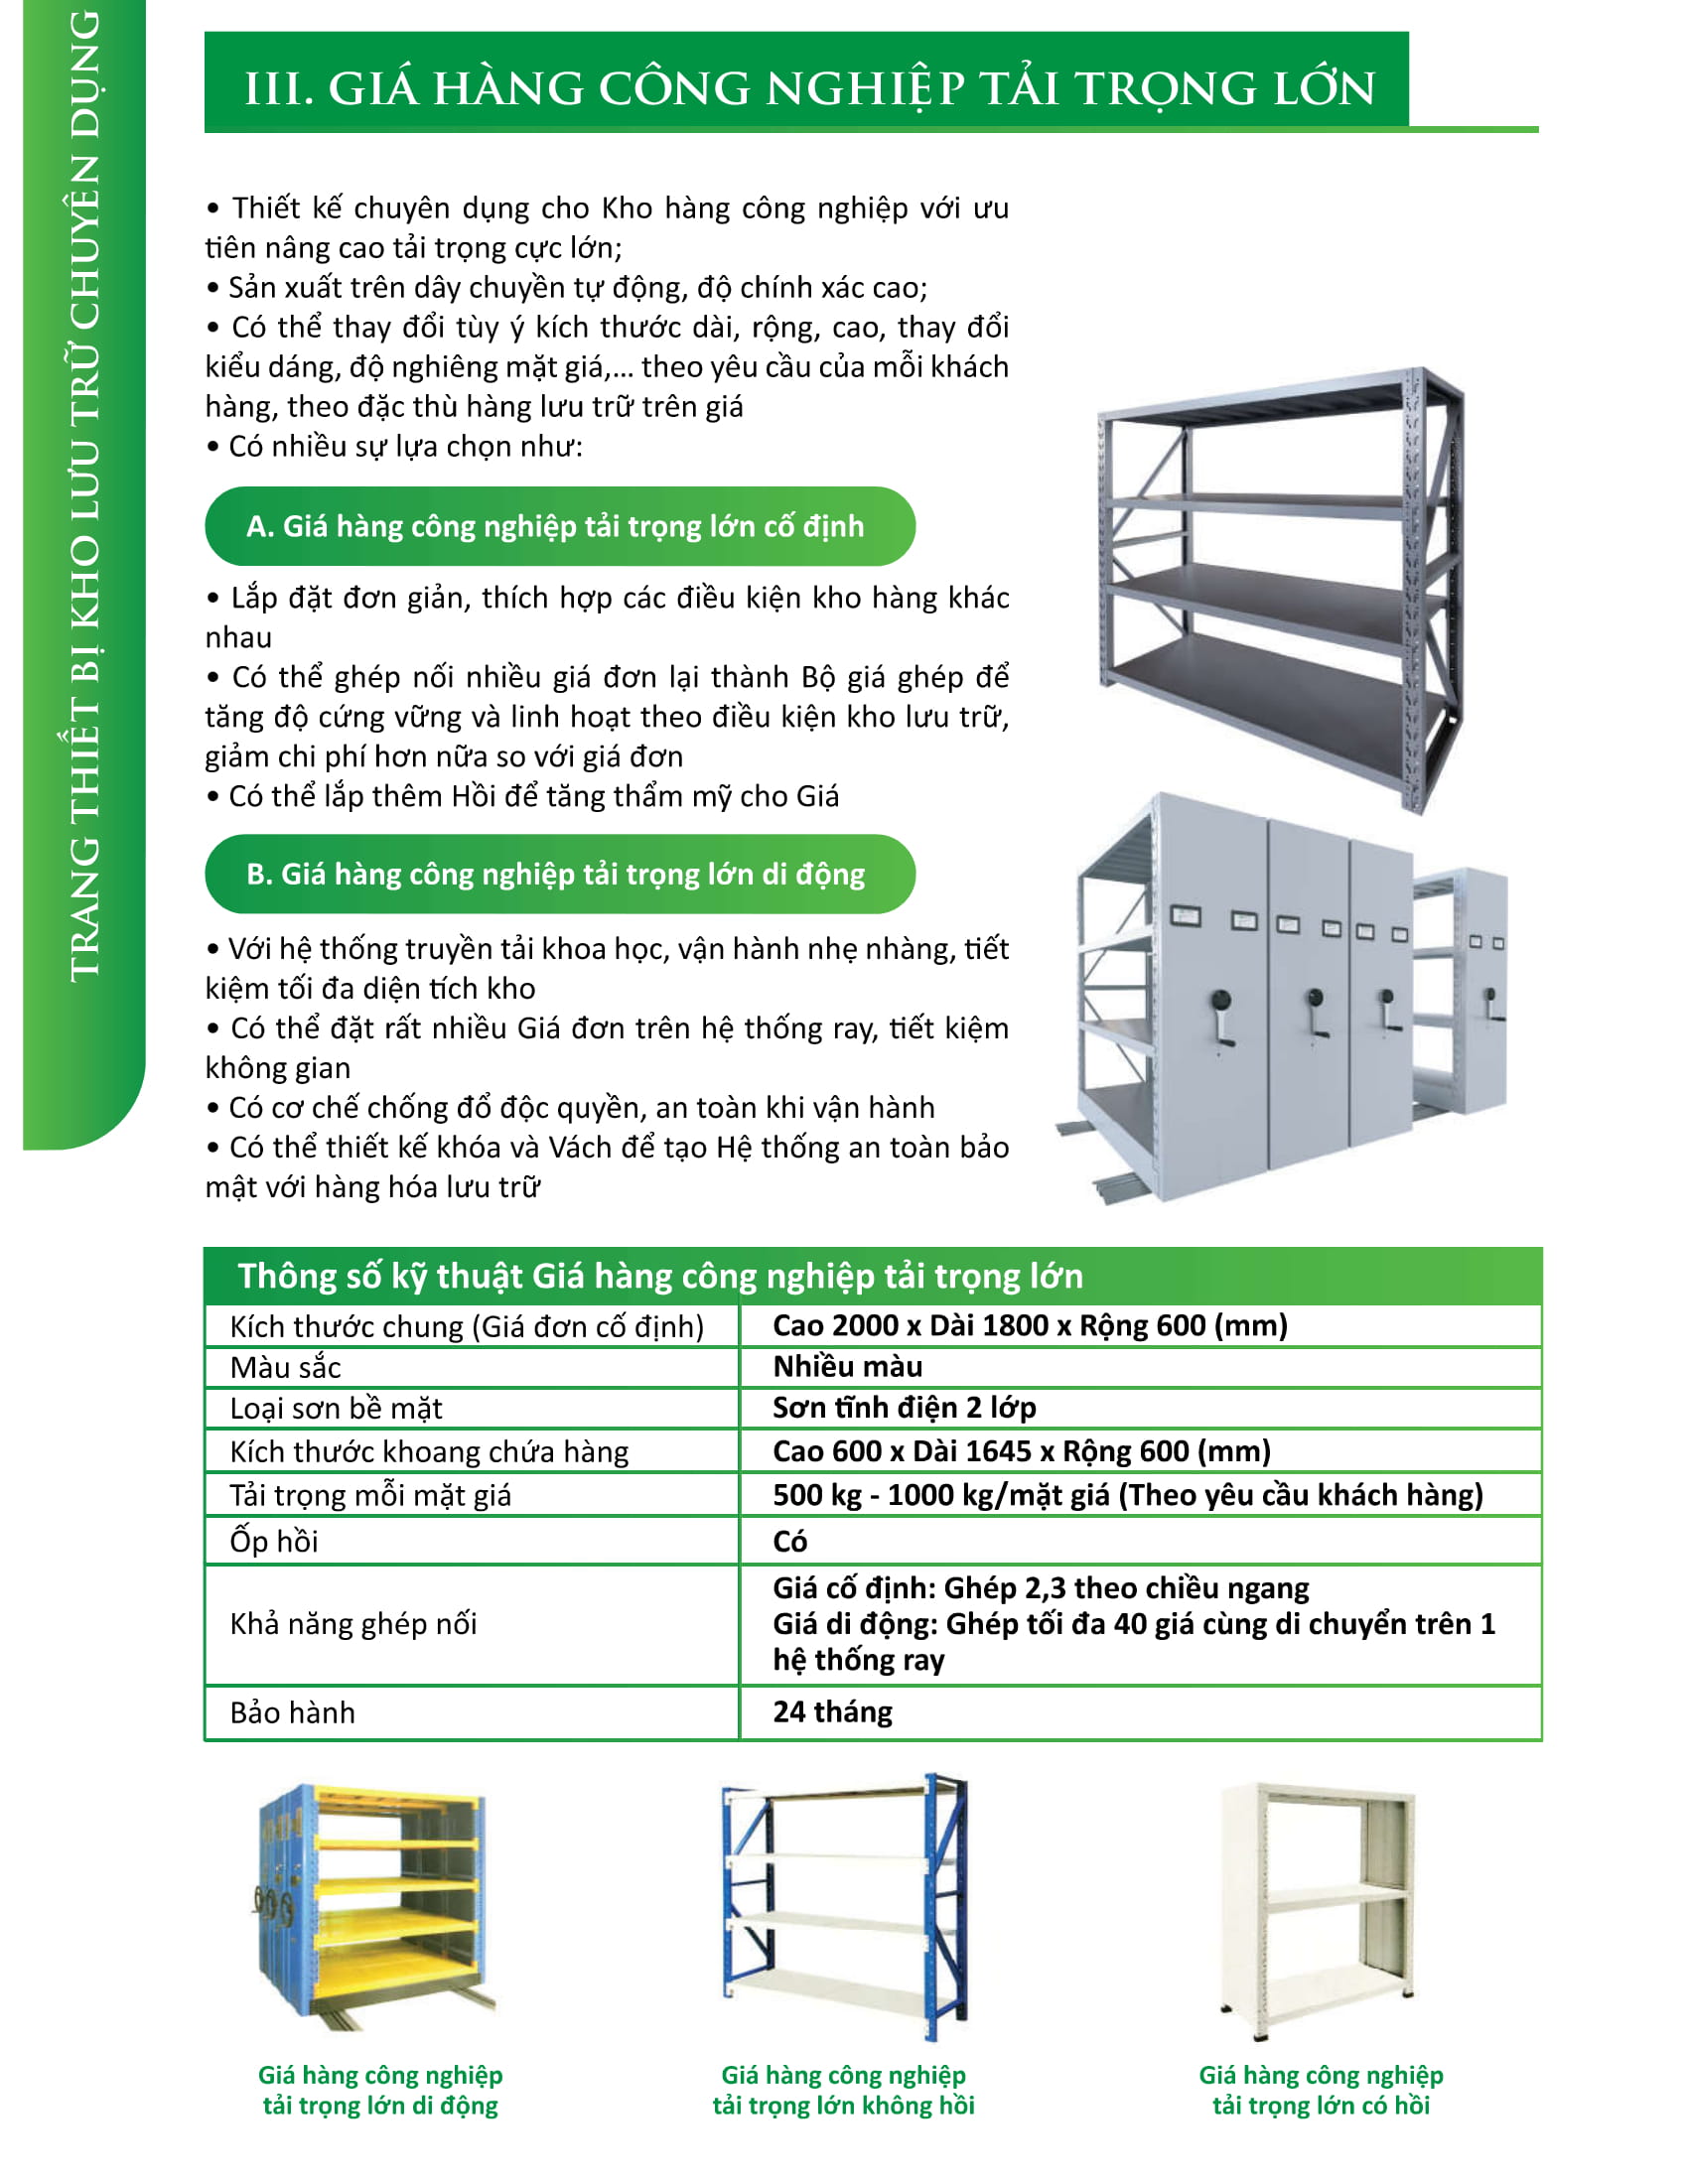 TRANG THIẾT BỊ KHO LƯU TRỮ CHUYÊN DỤNG
III. GIÁ HÀNG CÔNG NGHIỆP TẢI TRỌNG LỚN
• Thiết kế chuyên dụng cho Kho hàng công nghiệp với ưu
tiên nâng cao tải trọng cực lớn;
• Sản xuất trên dây chuyền tự động, độ chính xác cao;
• Có thể thay đổi tùy ý kích thước dài, rộng, cao, thay đổi
kiểu dáng, độ nghiêng mặt giá,... theo yêu cầu của mỗi khách
hàng, theo đặc thù hàng lưu trữ trên giá
• Có nhiều sự lựa chọn như:
A. Giá hàng công nghiệp tải trọng lớn cố định
• Lắp đặt đơn giản, thích hợp các điều kiện kho hàng khác
nhau
• Có thể ghép nối nhiều giá đơn lại thành Bộ giá ghép để
tăng độ cứng vững và linh hoạt theo điều kiện kho lưu trữ,
giảm chi phí hơn nữa so với giá đơn
• Có thể lắp thêm Hồi để tăng thẩm mỹ cho Giá
B. Giá hàng công nghiệp tải trọng lớn di động
• Với hệ thống truyền tải khoa học, vận hành nhẹ nhàng, tiết
kiệm tối đa diện tích kho
• Có thể đặt rất nhiều Giá đơn trên hệ thống ray, tiết kiệm
không gian
• Có cơ chế chống đổ độc quyền, an toàn khi vận hành
• Có thể thiết kế khóa và Vách để tạo Hệ thống an toàn bảo
mật với hàng hóa lưu trữ
Thông số kỹ thuật Giá hàng công nghiệp tải trọng lớn
Kích thước chung (Giá đơn cố định)
Cao 2000 x Dài 1800 x Rộng 600 (mm)
Màu sắc
Nhiều màu
Loại sơn bề mặt
Sơn tĩnh điện 2 lớp
Kích thước khoang chứa hàng
Cao 600 x Dài 1645 x Rộng 600 (mm)
Tải trọng mỗi mặt giá
500 kg - 1000 kg/mặt giá (Theo yêu cầu khách hàng)
Ốp hồi
Có
Khả năng ghép nối
Giá cố định: Ghép 2,3 theo chiều ngang
Giá di động: Ghép tối đa 40 giá cùng di chuyển trên 1
hệ thống ray
Bảo hành
24 tháng
Giá hàng công nghiệp
tải trọng lớn di động
Giá hàng công nghiệp
tải trọng lớn không hồi
Giá hàng công nghiệp
tải trọng lớn có hồi